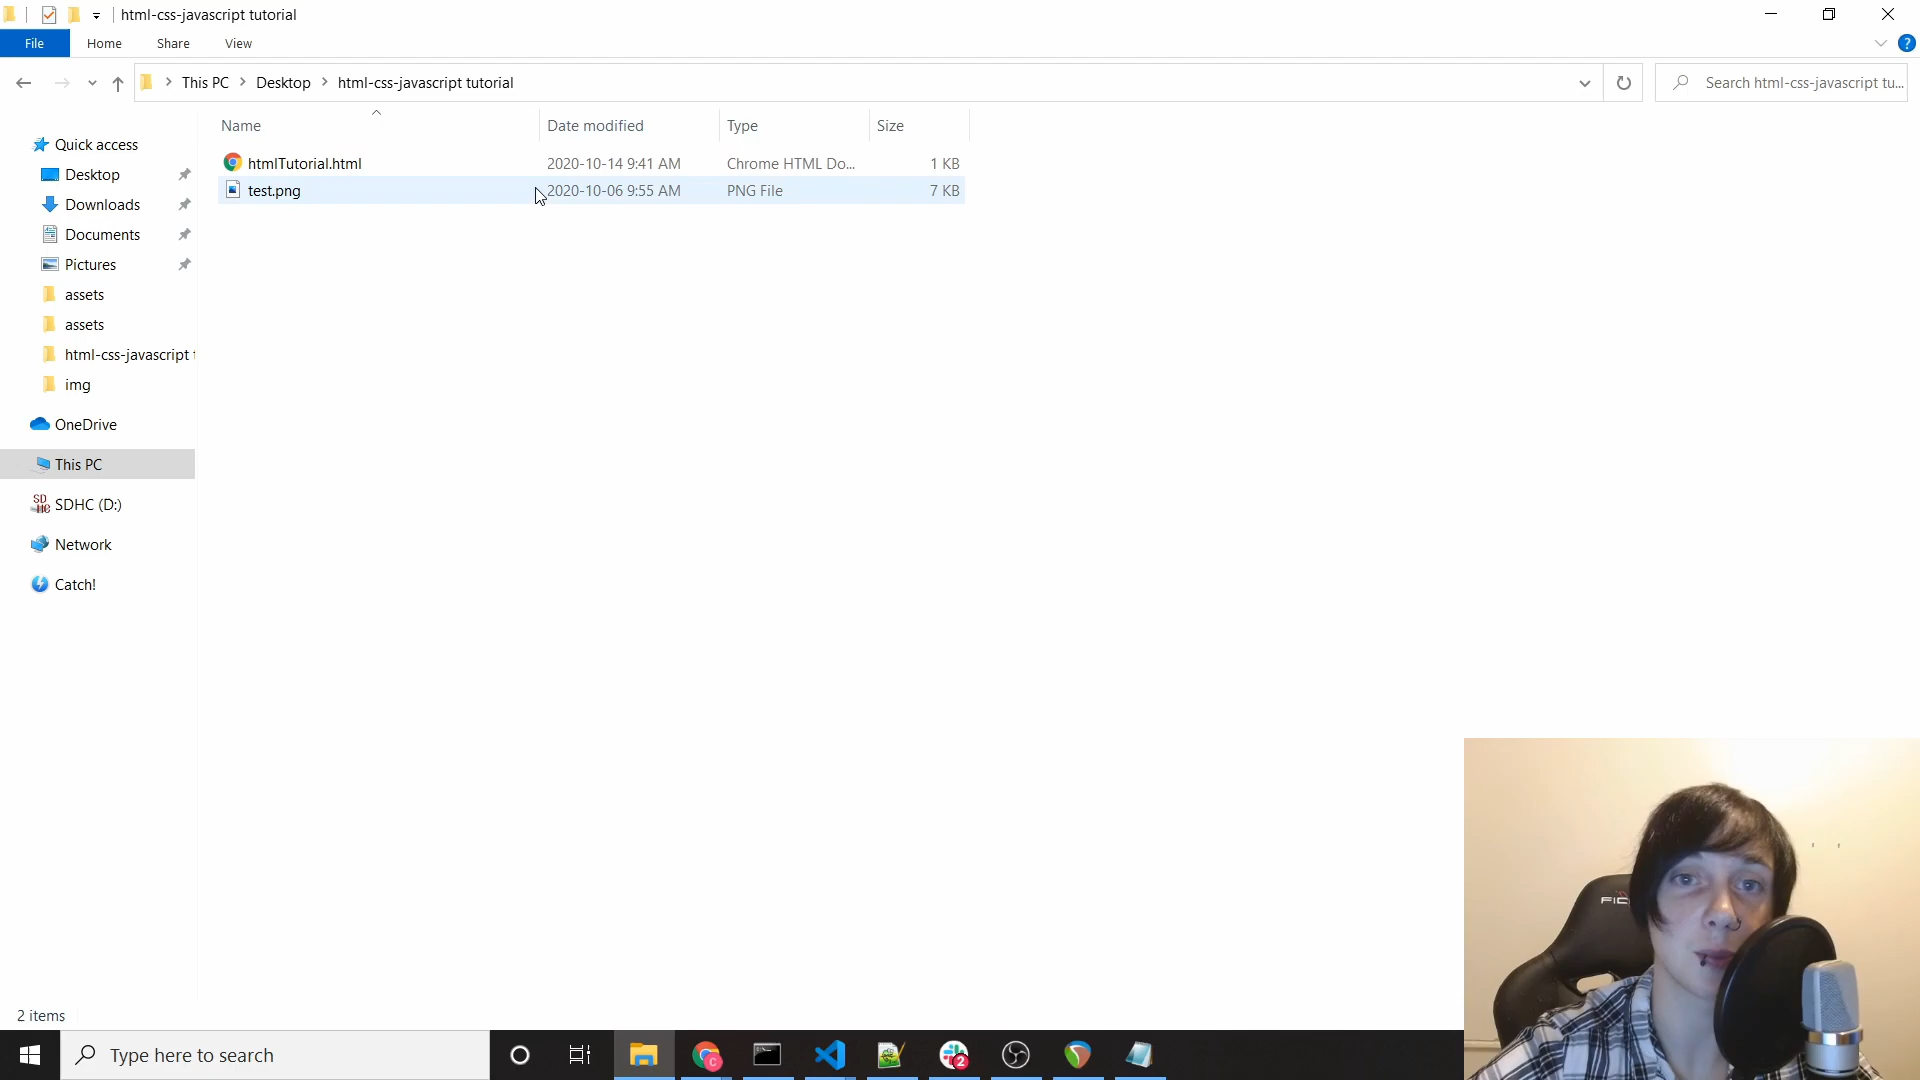 html-css-javascript tutorial
File Home Share View
This PC Desktop html-css-javascript tutorial
Search html-css-javascript tu...
Name Date modified Type Size
htmlTutorial.html 2020-10-14 9:41 AM Chrome HTML Do... 1 KB
test.png 2020-10-06 9:55 AM PNG File 7 KB
Quick access
Desktop
Downloads
Documents
Pictures
assets
assets
html-css-javascript
img
OneDrive
This PC
SD HC SDHC (D:)
Network
Catch!
2 items
Type here to search
C
2